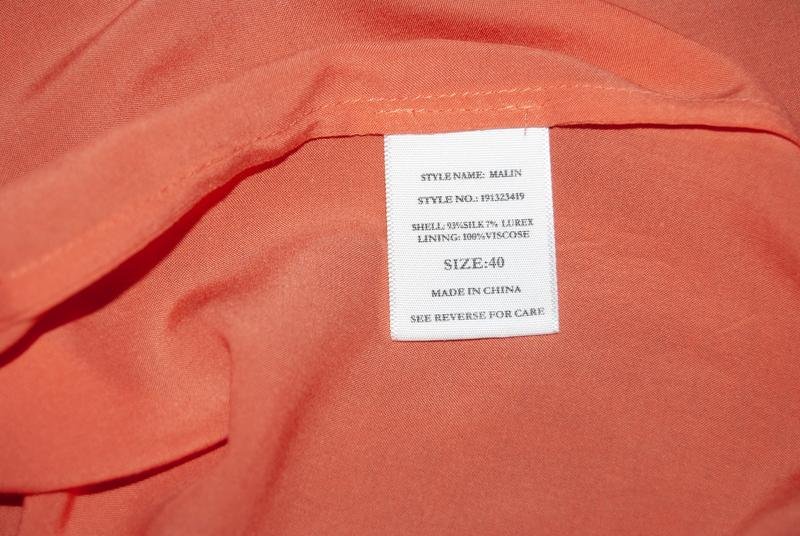 STYLE NAME: MALIN
STYLE NO.: 191323419
SHELL: 93%SILK 7% LUREX
LINING: 100%VISCOSE
SIZE:40
MADE IN CHINA
SEE REVERSE FOR CARE